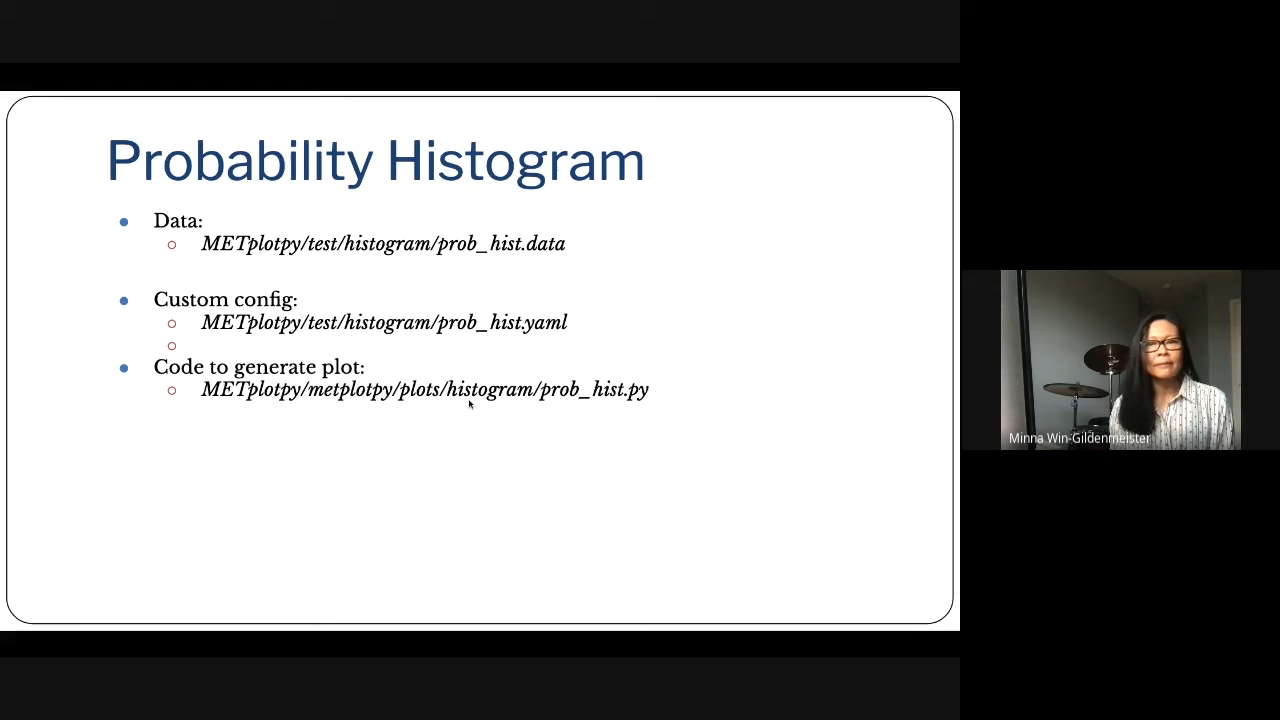 Probability Histogram
Data:
METplotpy/test/histogram/prob_hist.data
Custom config:
METplotpy/test/histogram/prob_hist.yaml
Code to generate plot:
METplotpy/metplotpy/plots/histogram/prob_hist.py
Minna Win-Gildenmeister